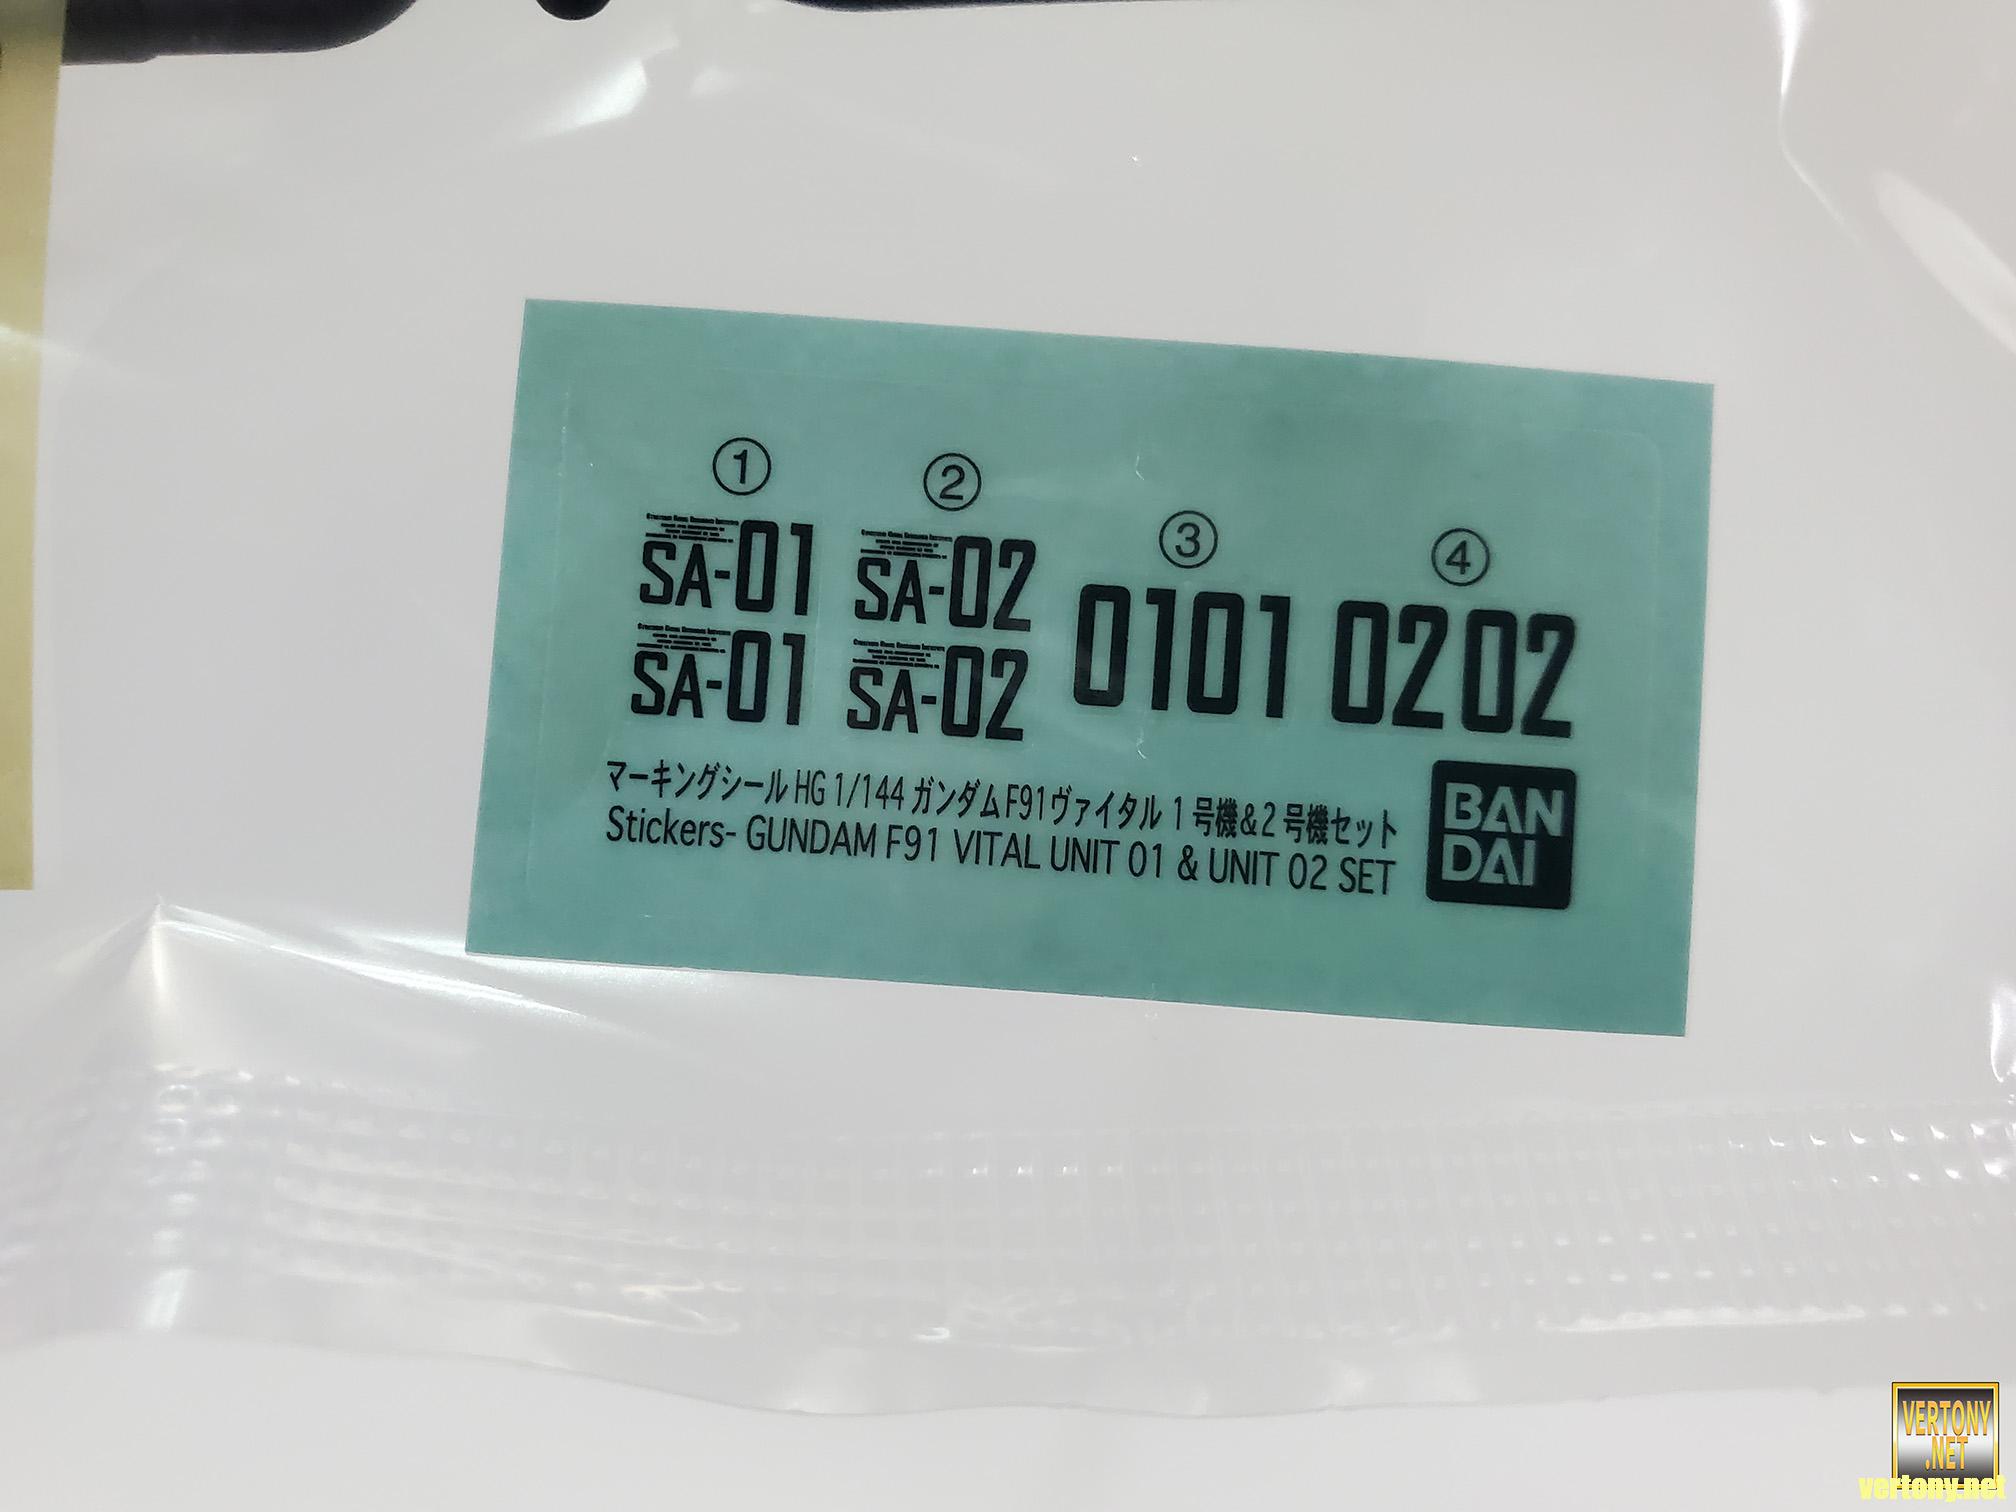 ①
②
③
④
SA-01
SA-02
SA-01
SA-02
0101
0202
マーキングシール HG 1/144 ガンダムF91ヴァイタル 1号機&2号機セット
Stickers- GUNDAM F91 VITAL UNIT 01 & UNIT 02 SET
BAN
DAI
VERTONY
.NET
vertony.net